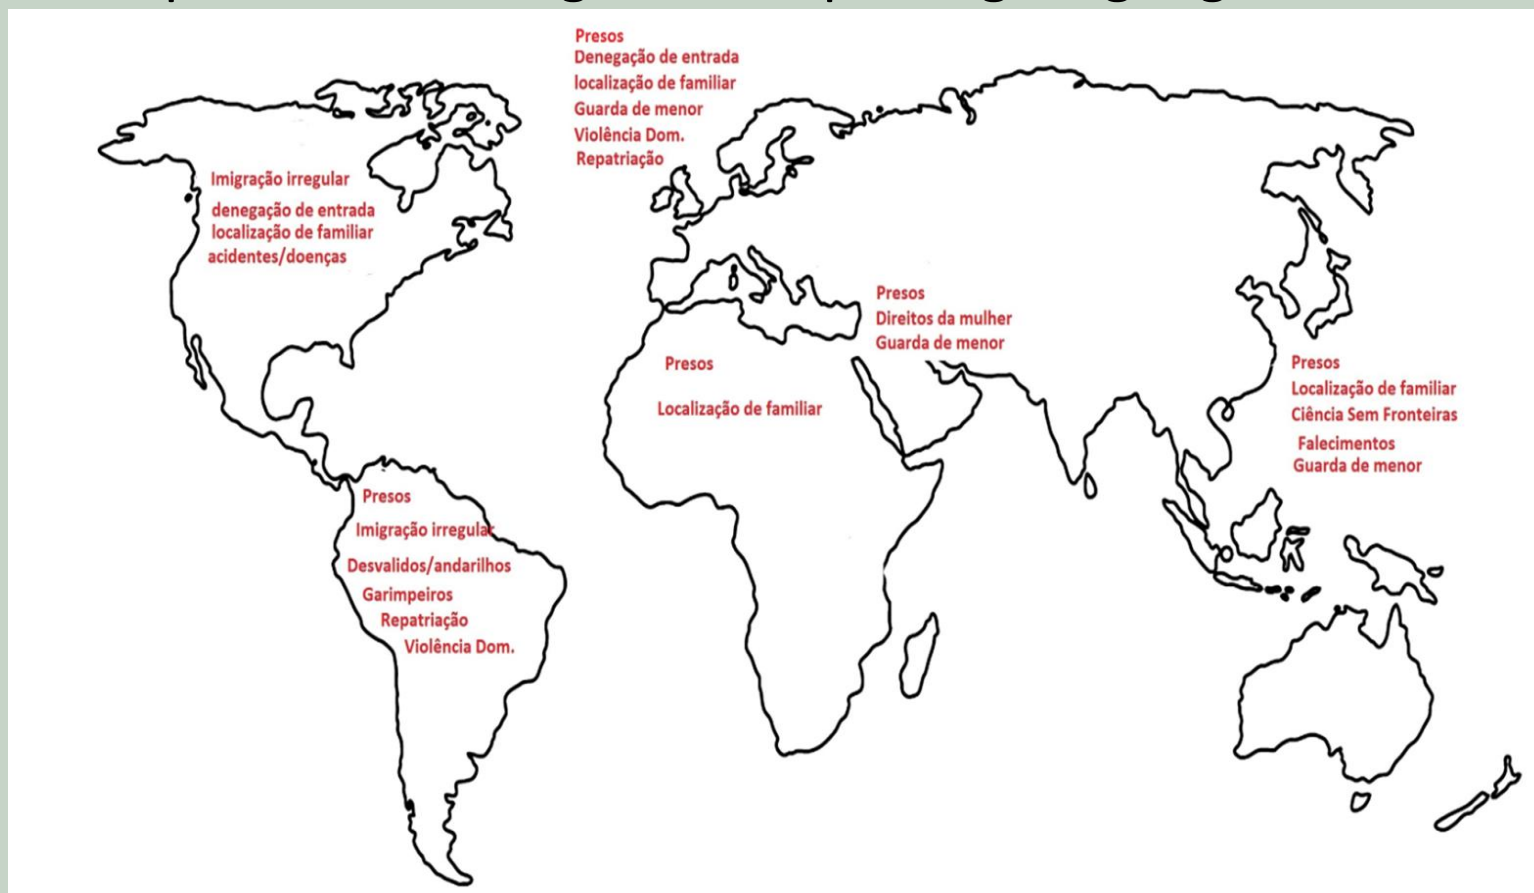 Presos
Denegação de entrada
localização de familiar
Guarda de menor
Violência Dom.
Repatriação
Imigração irregular
denegação de entrada
localização de familiar
acidentes/doenças
Presos
Direitos da mulher
Guarda de menor
Presos
Localização de familiar
Presos
Localização de familiar
Ciência Sem Fronteiras
Falecimentos
Guarda de menor
Presos
Imigração irregular
Desvalidos/andarilhos
Garimpeiros
Repatriação
Violência Dom.